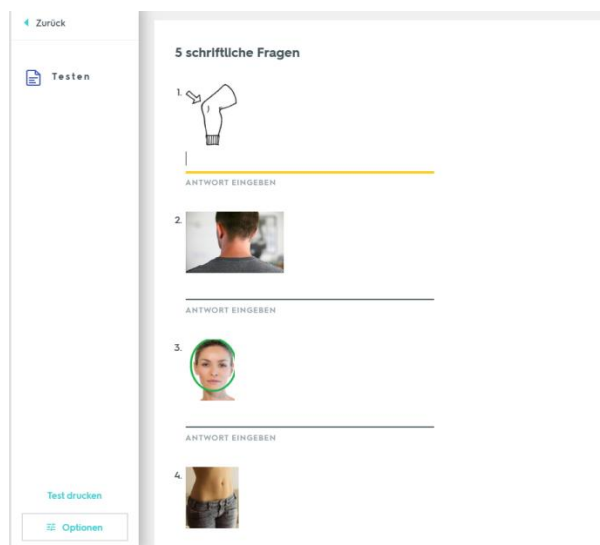 Zurück
Testen
5 schriftliche Fragen
1.
ANTWORT EINGEBEN
2.
ANTWORT EINGEBEN
3.
ANTWORT EINGEBEN
4.
Test drucken
Optionen